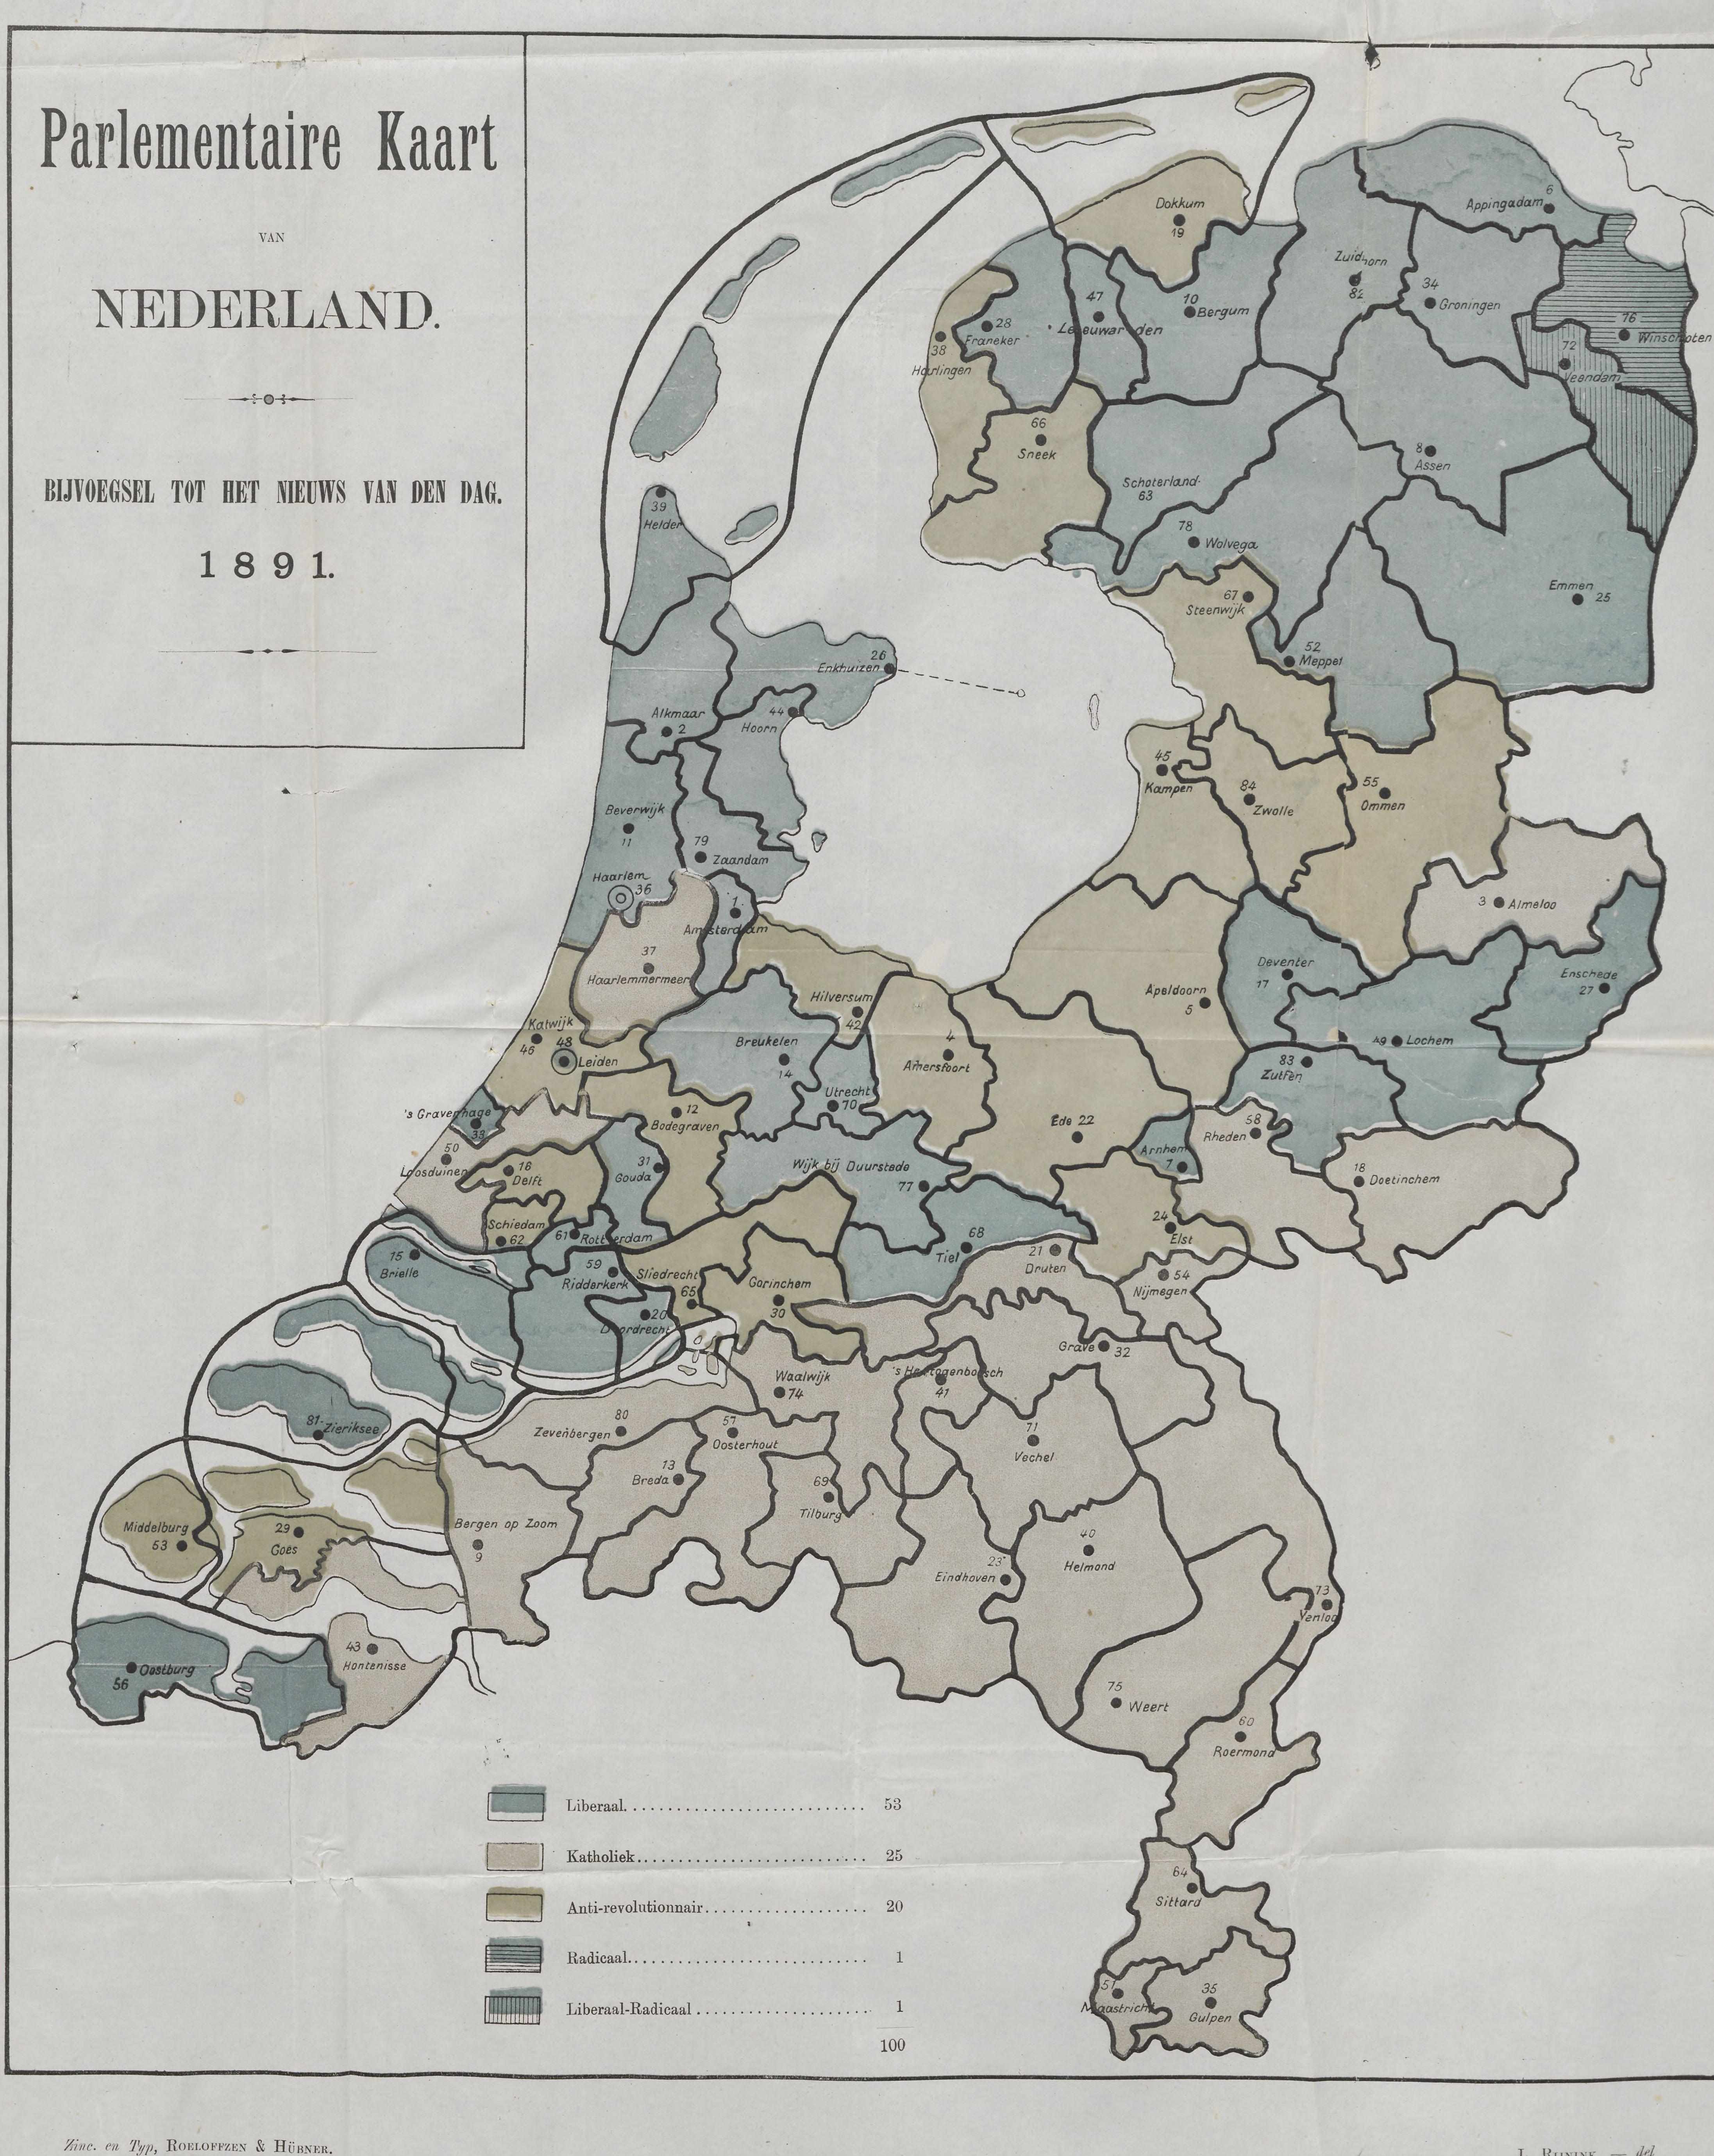 Parlementaire Kaart
VAN
NEDERLAND.
BIJVOEGSEL TOT HET NIEUWS VAN DEN DAG.
1891.
6
Appingadam
Dokkum
19
Zuidhorn
82
34
Groningen
47
Leeuwarden
10
Bergum
28
Franeker
38
Harlingen
76
Winschoten
72
Veendam
66
Sneek
8
Assen
Schoterland
63
39
Helder
78
Wolvega
Emmen
25
67
Steenwijk
26
Enkhuizen
52
Meppel
Alkmaar
2
44
Hoorn
45
Kampen
84
Zwolle
55
Ommen
Beverwijk
11
79
Zaandam
Haarlem
36
1
Amsterdam
3
Almeloo
37
Haarlemmermeer
Deventer
17
Enschede
27
Hilversum
42
Apeldoorn
5
Katwijk
46
48
Leiden
Breukelen
14
4
Amersfoort
49
Lochem
83
Zutfen
Utrecht
70
's Gravenhage
33
12
Bodegraven
Ede 22
58
Rheden
Arnhem
7
50
Loosduinen
16
Delft
31
Gouda
Wijk bij Duurstede
77
18
Doetinchem
Schiedam
62
61
Rotterdam
24
Elst
68
Tiel
21
Druten
15
Brielle
59
Ridderkerk
Sliedrecht
65
Gorinchem
30
54
Nijmegen
20
Dordrecht
Grave
32
Waalwijk
74
's Hertogenbosch
41
81
Zieriksee
80
Zevenbergen
57
Oosterhout
71
Vechel
13
Breda
69
Tilburg
Middelburg
53
29
Goes
Bergen op Zoom
9
40
Helmond
23
Eindhoven
73
Venloo
43
Hontenisse
Oostburg
56
75
Weert
60
Roermond
Liberaal............................ 53
Katholiek........................... 25
Anti-revolutionnair................... 20
Radicaal............................ 1
Liberaal-Radicaal..................... 1
100
64
Sittard
51
Maastricht
35
Gulpen
Zinc. en Typ, ROELOFFZEN & HÜBNER.
L. RIJNINK. — del